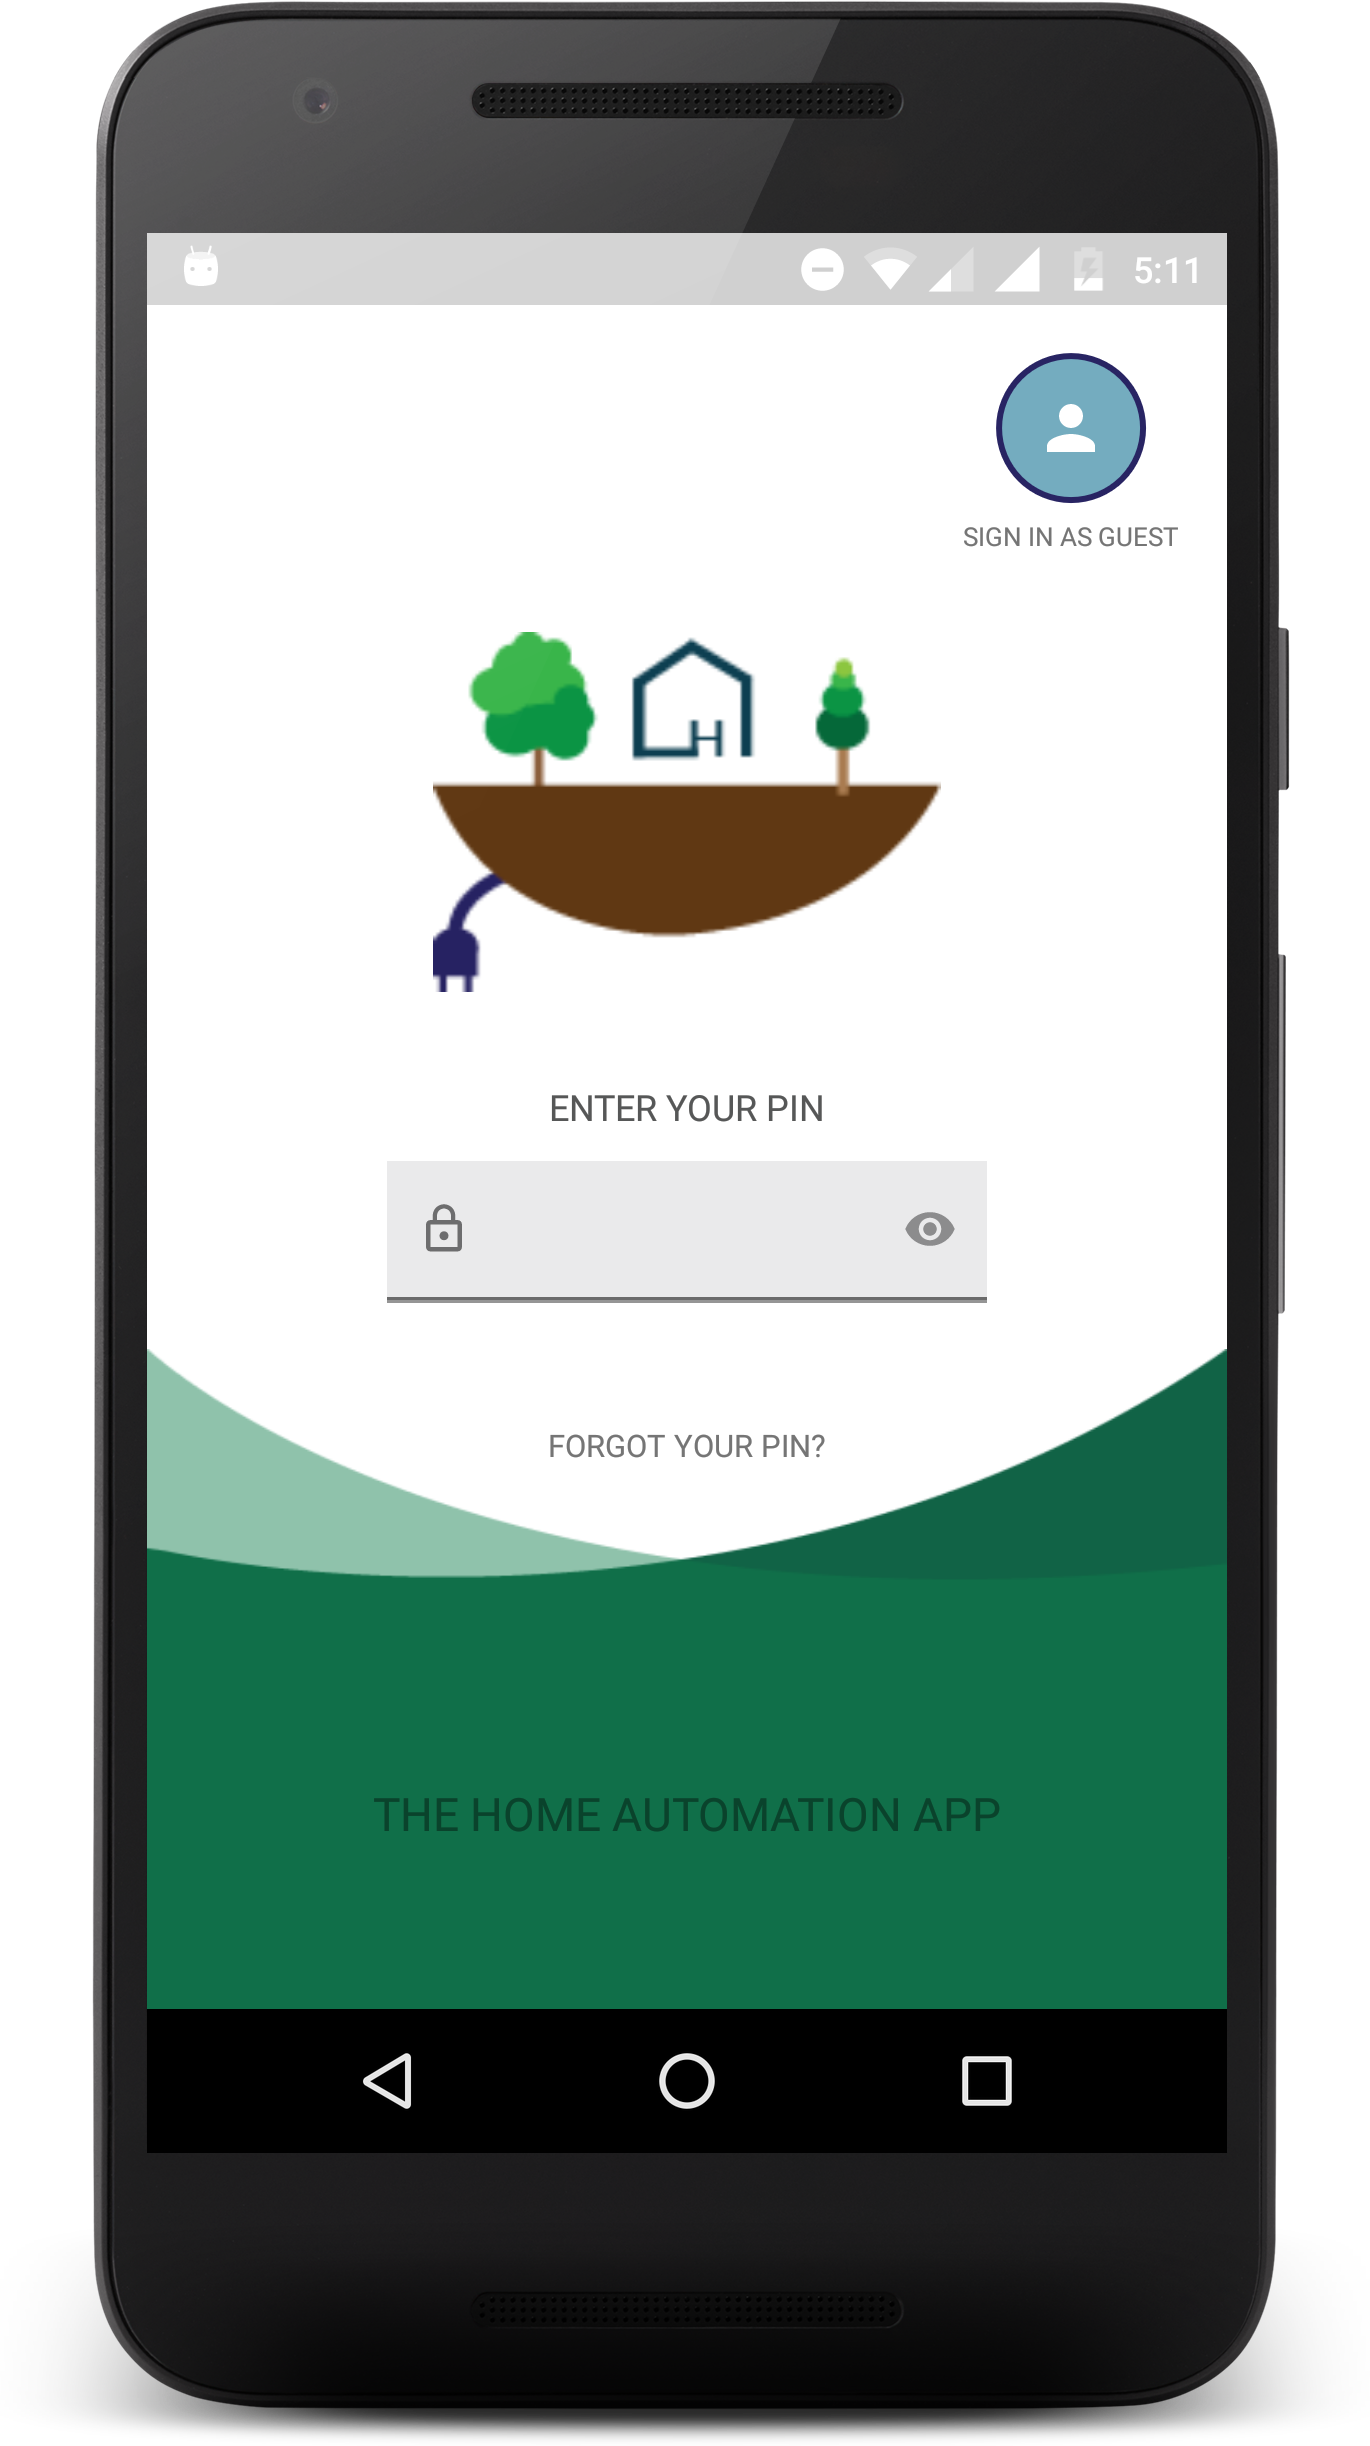 5:11
SIGN IN AS GUEST
H
ENTER YOUR PIN
FORGOT YOUR PIN?
THE HOME AUTOMATION APP